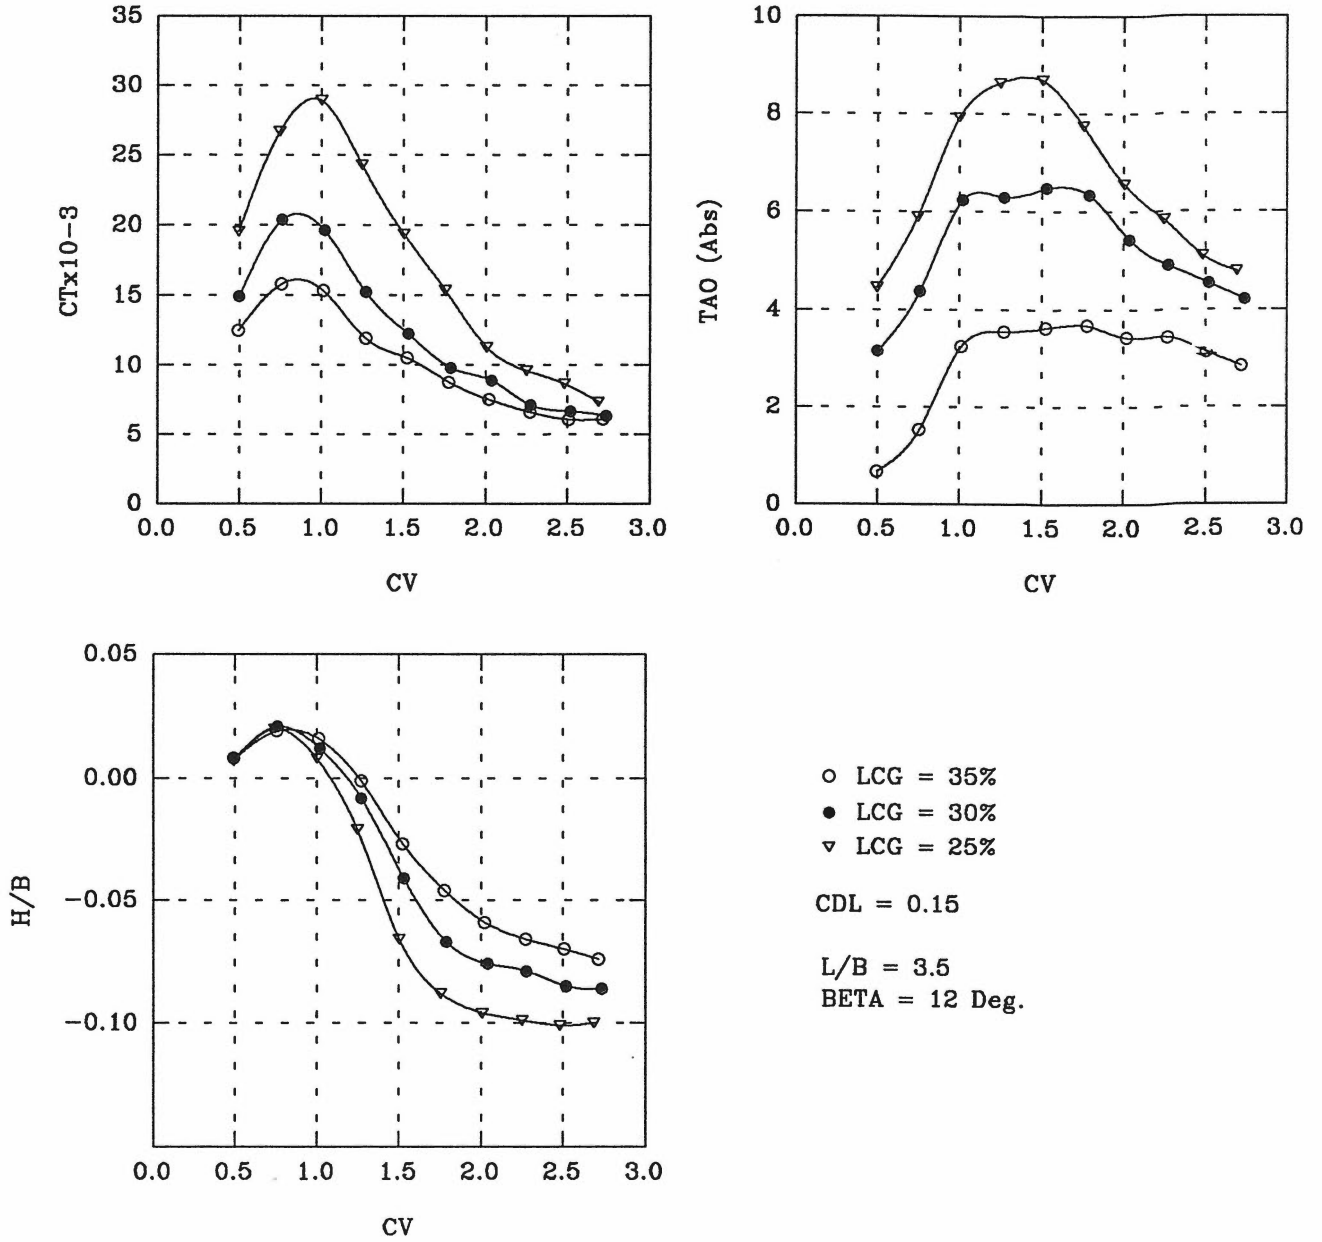 35
30
25
20
15
10
5
0
CTx10-3
0.0 0.5 1.0 1.5 2.0 2.5 3.0
CV
10
8
6
4
2
0
TAO (Abs)
0.0 0.5 1.0 1.5 2.0 2.5 3.0
CV
0.05
0.00
-0.05
-0.10
H/B
0.0 0.5 1.0 1.5 2.0 2.5 3.0
CV
LCG = 35%
LCG = 30%
LCG = 25%
CDL = 0.15
L/B = 3.5
BETA = 12 Deg.